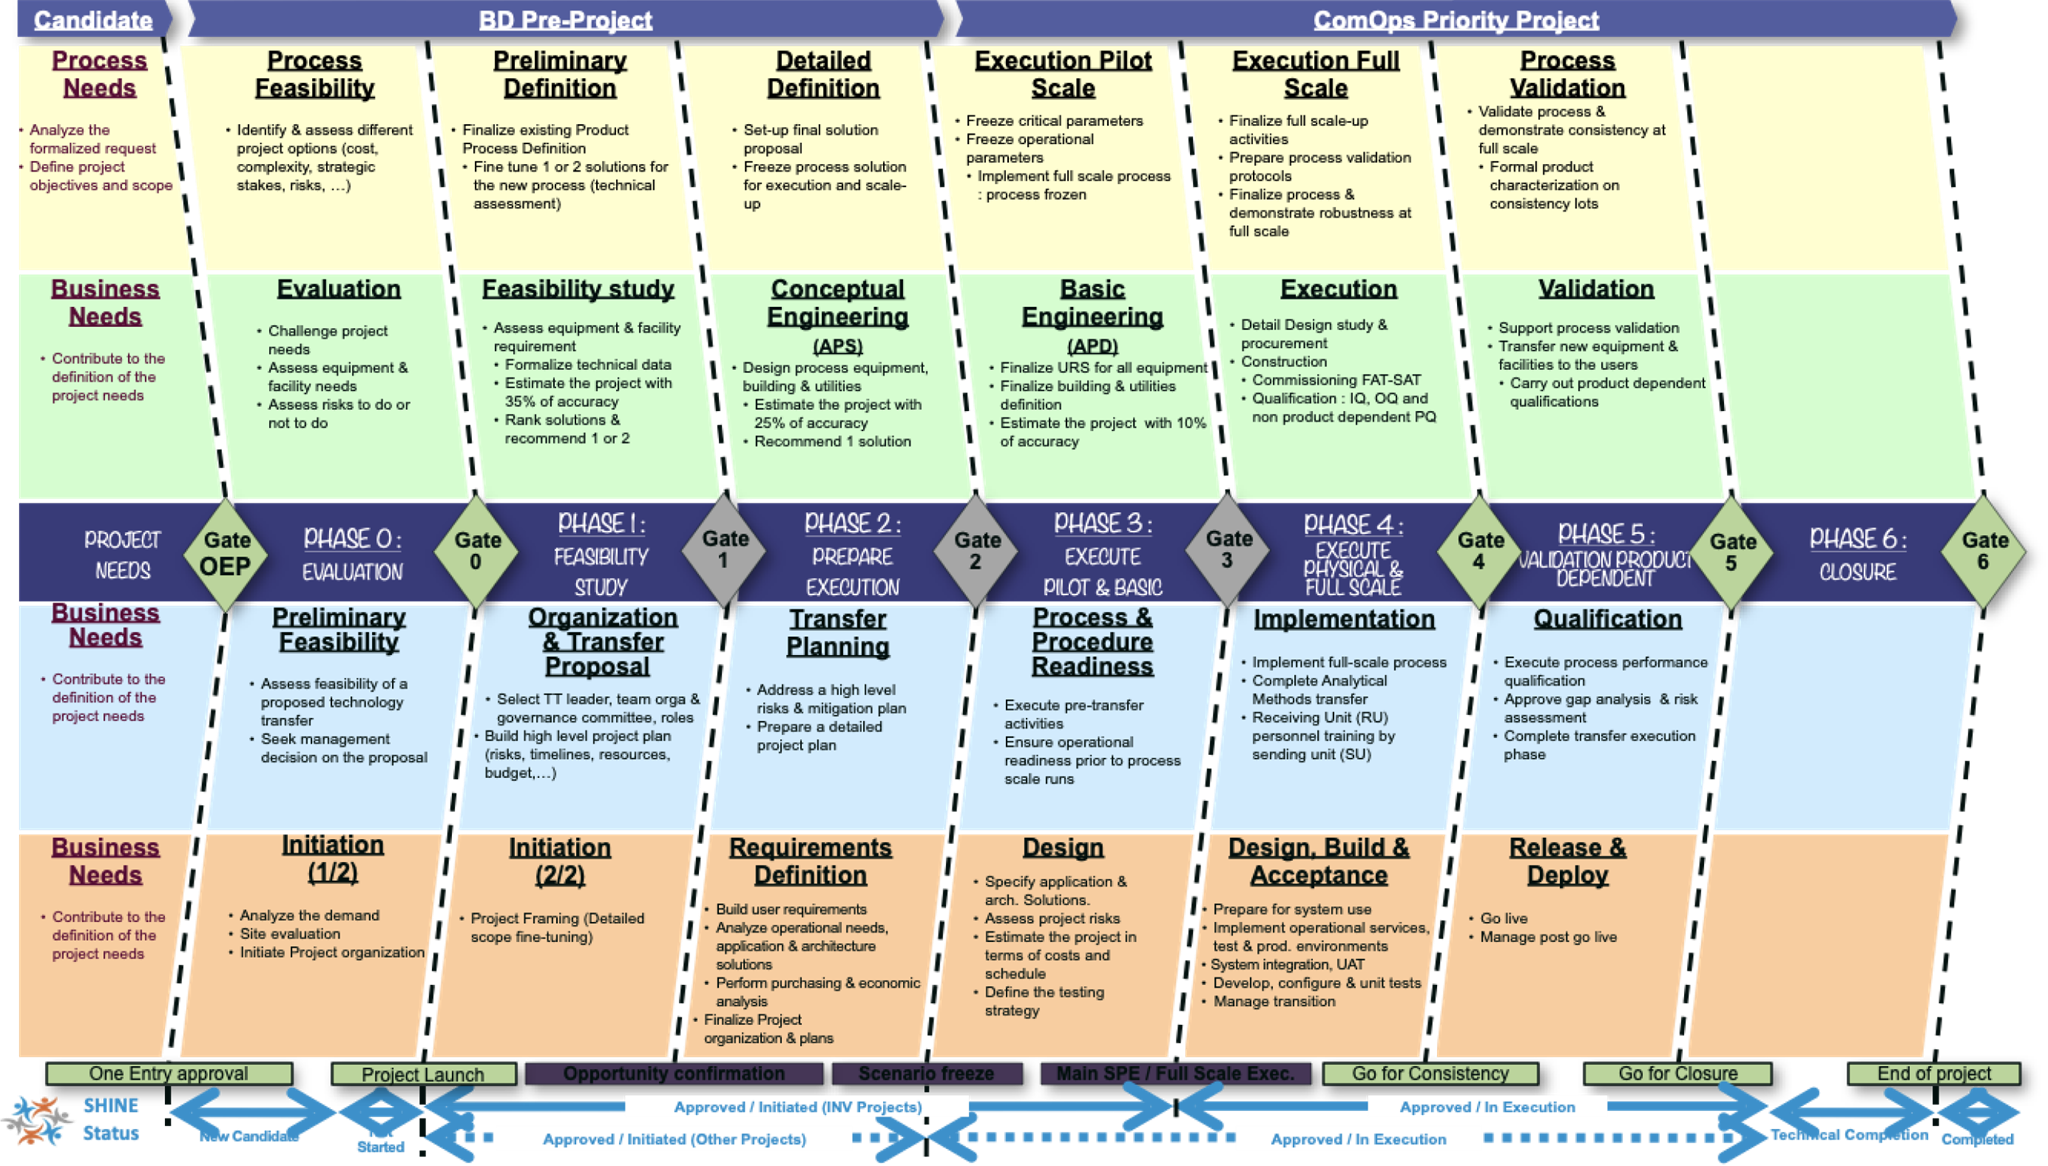 Candidate
BD Pre-Project
ComOps Priority Project
Process
Needs
• Analyze the
formalized request
• Define project
objectives and scope
Process
Feasibility
• Identify & assess different
project options (cost,
complexity, strategic
stakes, risks, ...)
Preliminary
Definition
• Finalize existing Product
Process Definition
• Fine tune 1 or 2 solutions for
the new process (technical
assessment)
Detailed
Definition
• Set-up final solution
proposal
• Freeze process solution
for execution and scale-
up
Execution Pilot
Scale
• Freeze critical parameters
• Freeze operational
parameters
• Implement full scale process
: process frozen
Execution Full
Scale
• Finalize full scale-up
activities
• Prepare process validation
protocols
• Finalize process &
demonstrate robustness at
full scale
Process
Validation
• Validate process &
demonstrate consistency at
full scale
• Formal product
characterization on
consistency lots
Business
Needs
• Contribute to the
definition of the
project needs
Evaluation
• Challenge project
needs
• Assess equipment &
facility needs
• Assess risks to do or
not to do
Feasibility study
• Assess equipment & facility
requirement
• Formalize technical data
• Estimate the project with
35% of accuracy
• Rank solutions &
recommend 1 or 2
Conceptual
Engineering
(APS)
• Design process equipment,
building & utilities
• Estimate the project with
25% of accuracy
• Recommend 1 solution
Basic
Engineering
(APD)
• Finalize URS for all equipment
• Finalize building & utilities
definition
• Estimate the project with 10%
of accuracy
Execution
• Detail Design study &
procurement
• Construction
• Commissioning FAT-SAT
• Qualification : IQ, OQ and
non product dependent PQ
Validation
• Support process validation
• Transfer new equipment &
facilities to the users
• Carry out product dependent
qualifications
PROJECT
NEEDS
Gate
OEP
PHASE 0 :
EVALUATION
Gate
0
PHASE 1 :
FEASIBILITY
STUDY
Gate
1
PHASE 2 :
PREPARE
EXECUTION
Gate
2
PHASE 3 :
EXECUTE
PILOT & BASIC
Gate
3
PHASE 4 :
EXECUTE
PHYSICAL &
FULL SCALE
Gate
4
PHASE 5 :
VALIDATION PRODUCT
DEPENDENT
Gate
5
PHASE 6 :
CLOSURE
Gate
6
Business
Needs
• Contribute to the
definition of the
project needs
Preliminary
Feasibility
• Assess feasibility of a
proposed technology
transfer
• Seek management
decision on the proposal
Organization
& Transfer
Proposal
• Select TT leader, team orga &
governance committee, roles
• Build high level project plan
(risks, timelines, resources,
budget,...)
Transfer
Planning
• Address a high level
risks & mitigation plan
• Prepare a detailed
project plan
Process &
Procedure
Readiness
• Execute pre-transfer
activities
• Ensure operational
readiness prior to process
scale runs
Implementation
• Implement full-scale process
• Complete Analytical
Methods transfer
• Receiving Unit (RU)
personnel training by
sending unit (SU)
Qualification
• Execute process performance
qualification
• Approve gap analysis & risk
assessment
• Complete transfer execution
phase
Business
Needs
• Contribute to the
definition of the
project needs
Initiation
(1/2)
• Analyze the demand
• Site evaluation
• Initiate Project organization
Initiation
(2/2)
• Project Framing (Detailed
scope fine-tuning)
Requirements
Definition
• Build user requirements
• Analyze operational needs,
application & architecture
solutions
• Perform purchasing & economic
analysis
• Finalize Project
organization & plans
Design
• Specify application &
arch. Solutions.
• Assess project risks
• Estimate the project in
terms of costs and
schedule
• Define the testing
strategy
Design, Build &
Acceptance
• Prepare for system use
• Implement operational services,
test & prod. environments
• System integration, UAT
• Develop, configure & unit tests
• Manage transition
Release &
Deploy
• Go live
• Manage post go live
One Entry approval
Project Launch
Opportunity confirmation
Scenario freeze
Main SPE / Full Scale Exec.
Go for Consistency
Go for Closure
End of project
SHINE
Status
New Candidate
Started
Approved / Initiated (INV Projects)
Approved / In Execution
Approved / Initiated (Other Projects)
Approved / In Execution
Technical Completion
Completed